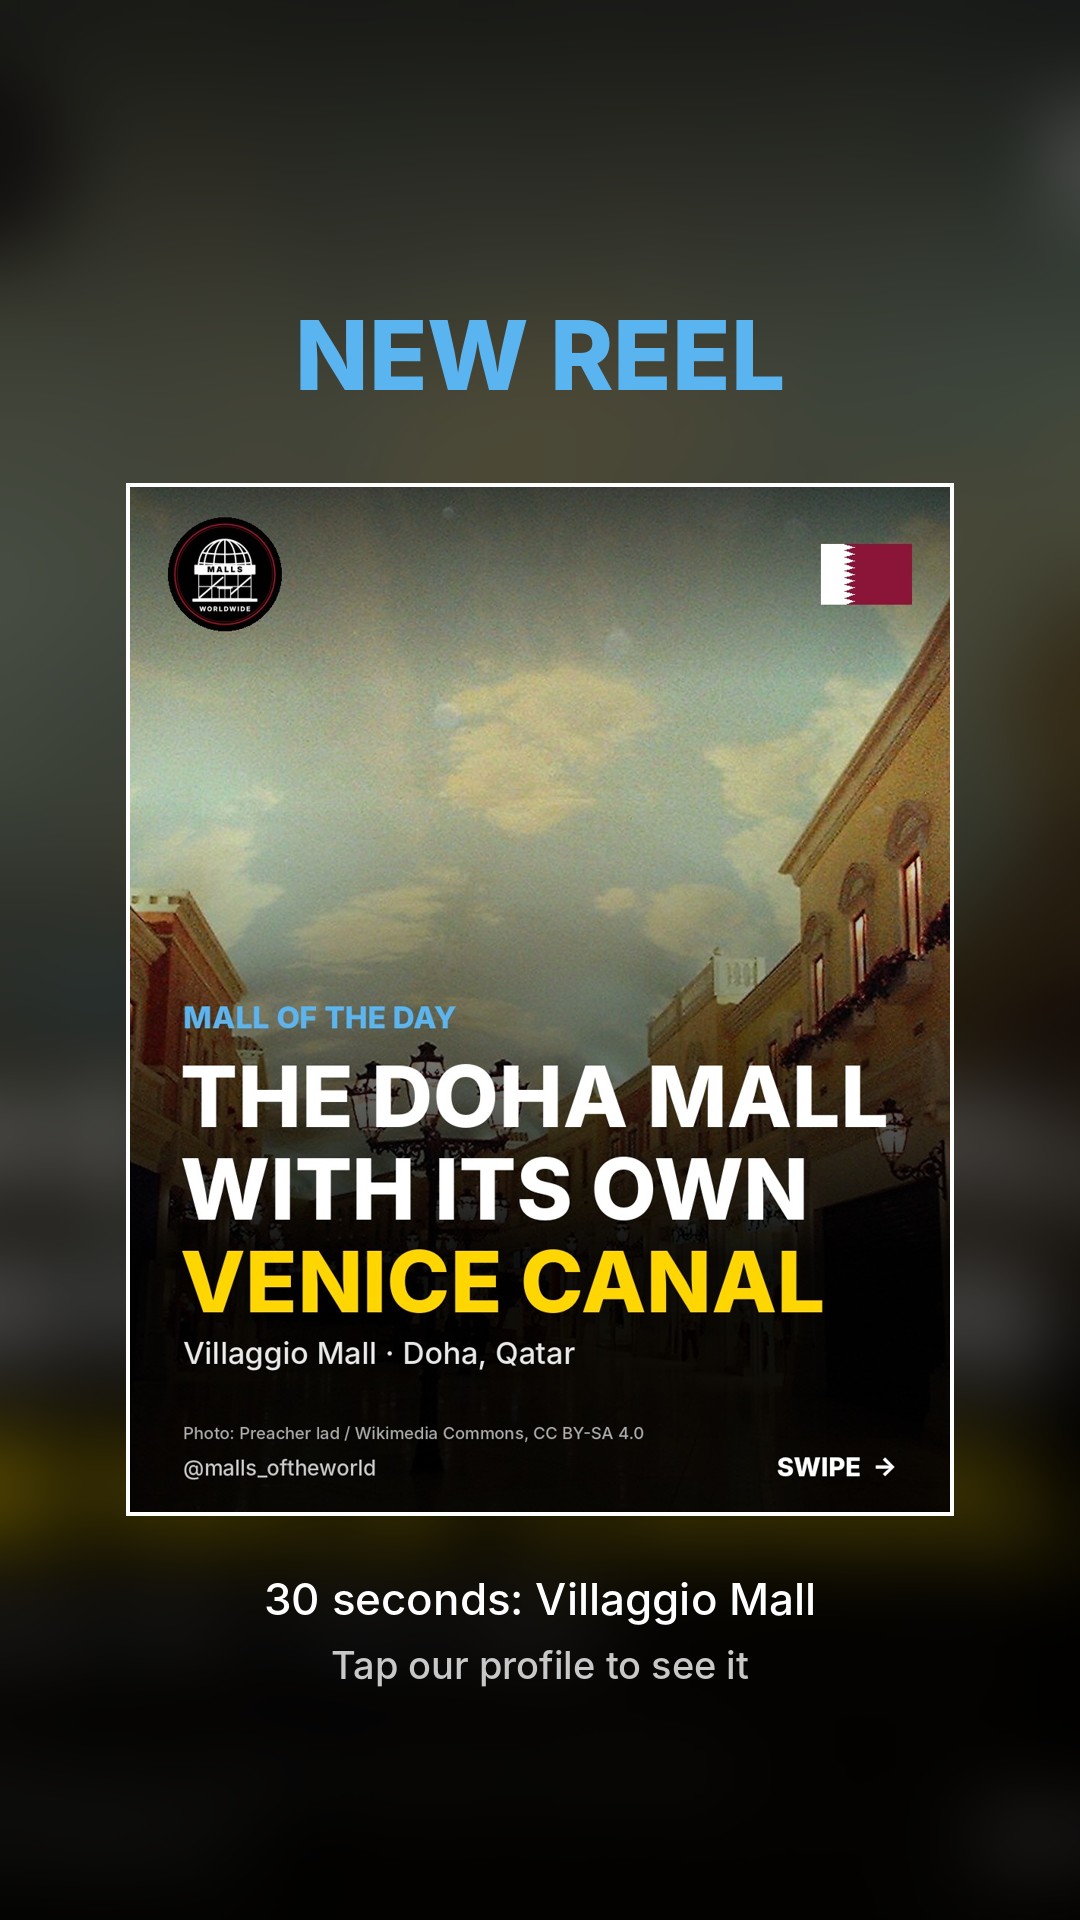 NEW REEL
MALLS
WORLDWIDE
MALL OF THE DAY
THE DOHA MALL
WITH ITS OWN
VENICE CANAL
Villaggio Mall · Doha, Qatar
Photo: Preacher lad / Wikimedia Commons, CC BY-SA 4.0
@malls_oftheworld
SWIPE →
30 seconds: Villaggio Mall
Tap our profile to see it